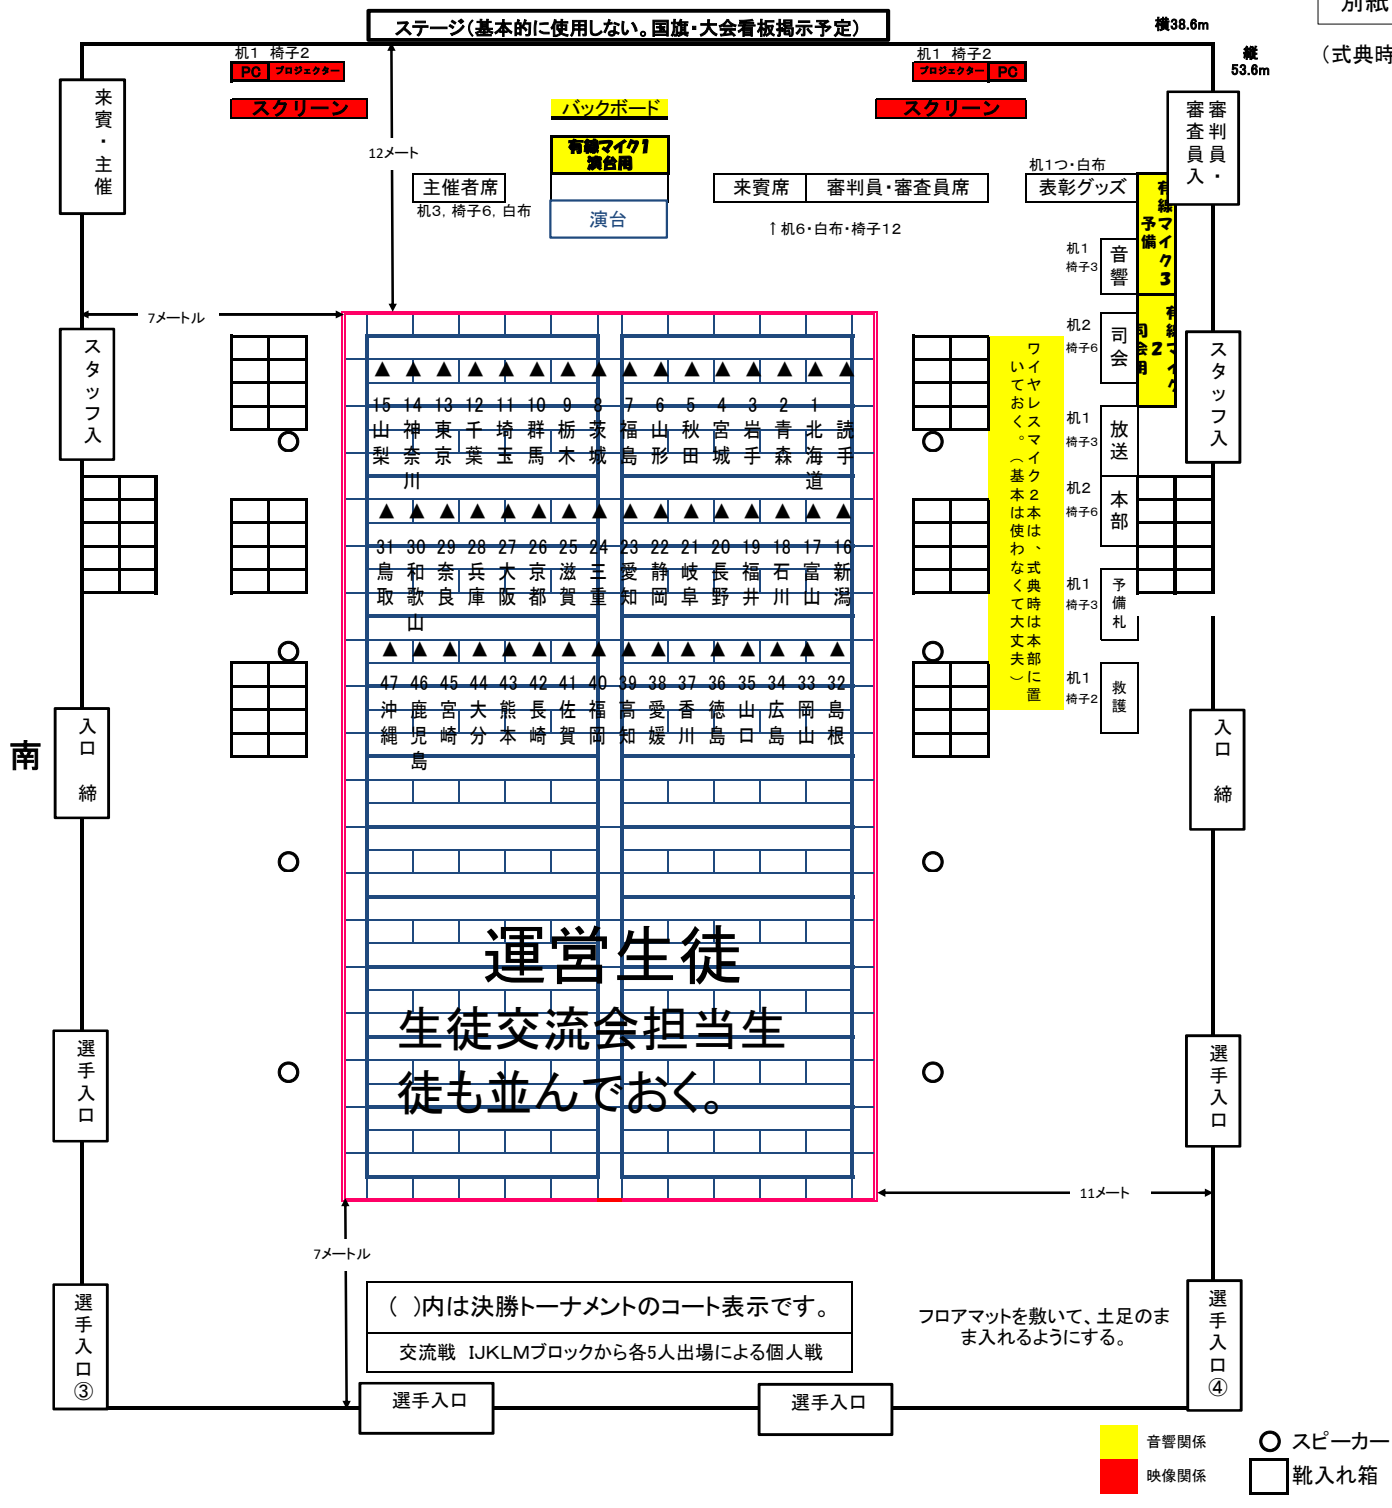 別紙
ステージ(基本的に使用しない。国旗・大会看板掲示予定)
横38.6m
縦
53.6m
(式典時
机1 椅子2
PC プロジェクター
スクリーン
机1 椅子2
プロジェクター PC
スクリーン
バックボード
有線マイク1
演台用
演台
12メート
来賓・主催
審判員・
審査員入
主催者席
机3, 椅子6, 白布
来賓席
審判員・審査員席
↑机6・白布・椅子12
机1つ・白布
表彰グッズ
有線マイク3
予備
机1
椅子3
音響
有線マイク
2
司会用
机2
椅子6
司会
机1
椅子3
放送
机2
椅子6
本部
机1
椅子3
予備札
机1
椅子2
救護
7メートル
スタッフ入
スタッフ入
ワイヤレスマイク2本は、式典時は本部に置
いておく。(基本は使わなくて大丈夫)
▲ ▲ ▲ ▲ ▲ ▲ ▲ ▲ ▲ ▲ ▲ ▲ ▲ ▲ ▲ ▲
15 14 13 12 11 10 9 8 7 6 5 4 3 2 1 読手
山梨 神奈川 東京 千葉 埼玉 群馬 栃木 茨城 福島 山形 秋田 宮城 岩手 青森 北海道
▲ ▲ ▲ ▲ ▲ ▲ ▲ ▲ ▲ ▲ ▲ ▲ ▲ ▲ ▲ ▲
31 30 29 28 27 26 25 24 23 22 21 20 19 18 17 16
鳥取 和歌山 奈良 兵庫 大阪 京都 滋賀 三重 愛知 静岡 岐阜 長野 福井 石川 富山 新潟
▲ ▲ ▲ ▲ ▲ ▲ ▲ ▲ ▲ ▲ ▲ ▲ ▲ ▲ ▲ ▲
47 46 45 44 43 42 41 40 39 38 37 36 35 34 33 32
沖縄 鹿児島 宮崎 大分 熊本 長崎 佐賀 福岡 高知 愛媛 香川 徳島 山口 広島 岡山 島根
南
入口 締
入口 締
運営生徒
生徒交流会担当生
徒も並んでおく。
選手入口
選手入口
11メート
7メートル
選手入口③
選手入口④
( )内は決勝トーナメントのコート表示です。
交流戦 IJKLMブロックから各5人出場による個人戦
フロアマットを敷いて、土足のま
ま入れるようにする。
選手入口
選手入口
音響関係
スピーカー
映像関係
靴入れ箱